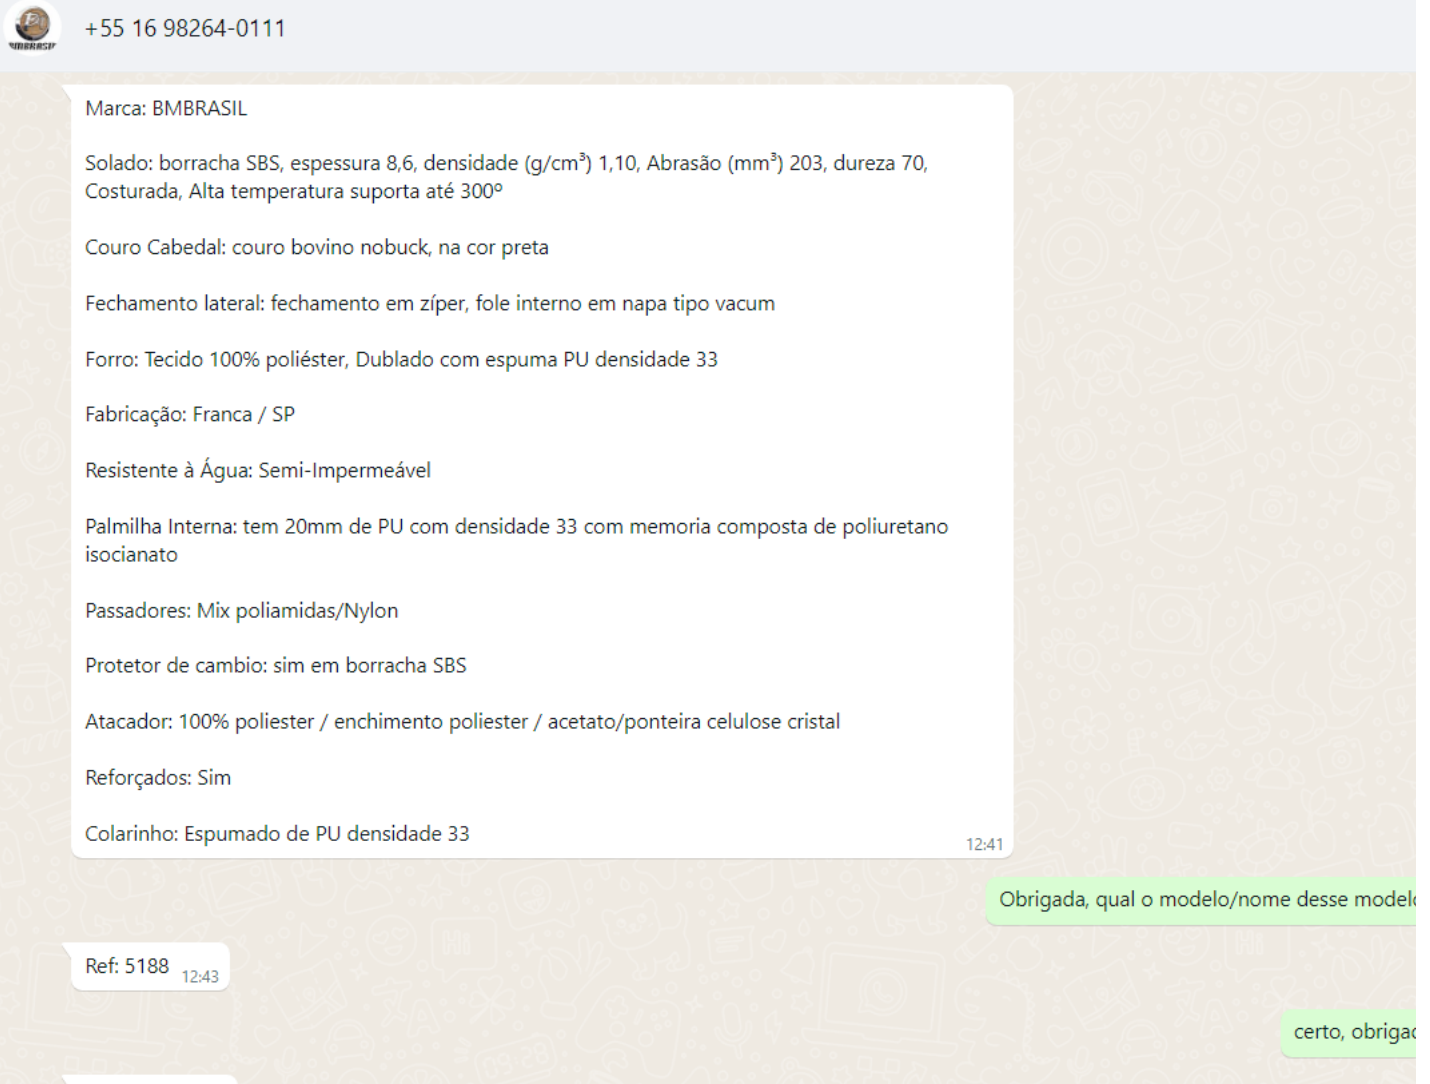 +55 16 98264-0111
Marca: BMBRASIL
Solado: borracha SBS, espessura 8,6, densidade (g/cm³) 1,10, Abrasão (mm³) 203, dureza 70,
Costurada, Alta temperatura suporta até 300º
Couro Cabedal: couro bovino nobuck, na cor preta
Fechamento lateral: fechamento em zíper, fole interno em napa tipo vacum
Forro: Tecido 100% poliéster, Dublado com espuma PU densidade 33
Fabricação: Franca / SP
Resistente à Água: Semi-Impermeável
Palmilha Interna: tem 20mm de PU com densidade 33 com memoria composta de poliuretano
isocianato
Passadores: Mix poliamidas/Nylon
Protetor de cambio: sim em borracha SBS
Atacador: 100% poliester / enchimento poliester / acetato/ponteira celulose cristal
Reforçados: Sim
Colarinho: Espumado de PU densidade 33
12:41
Obrigada, qual o modelo/nome desse
Ref: 5188 12:43
certo,